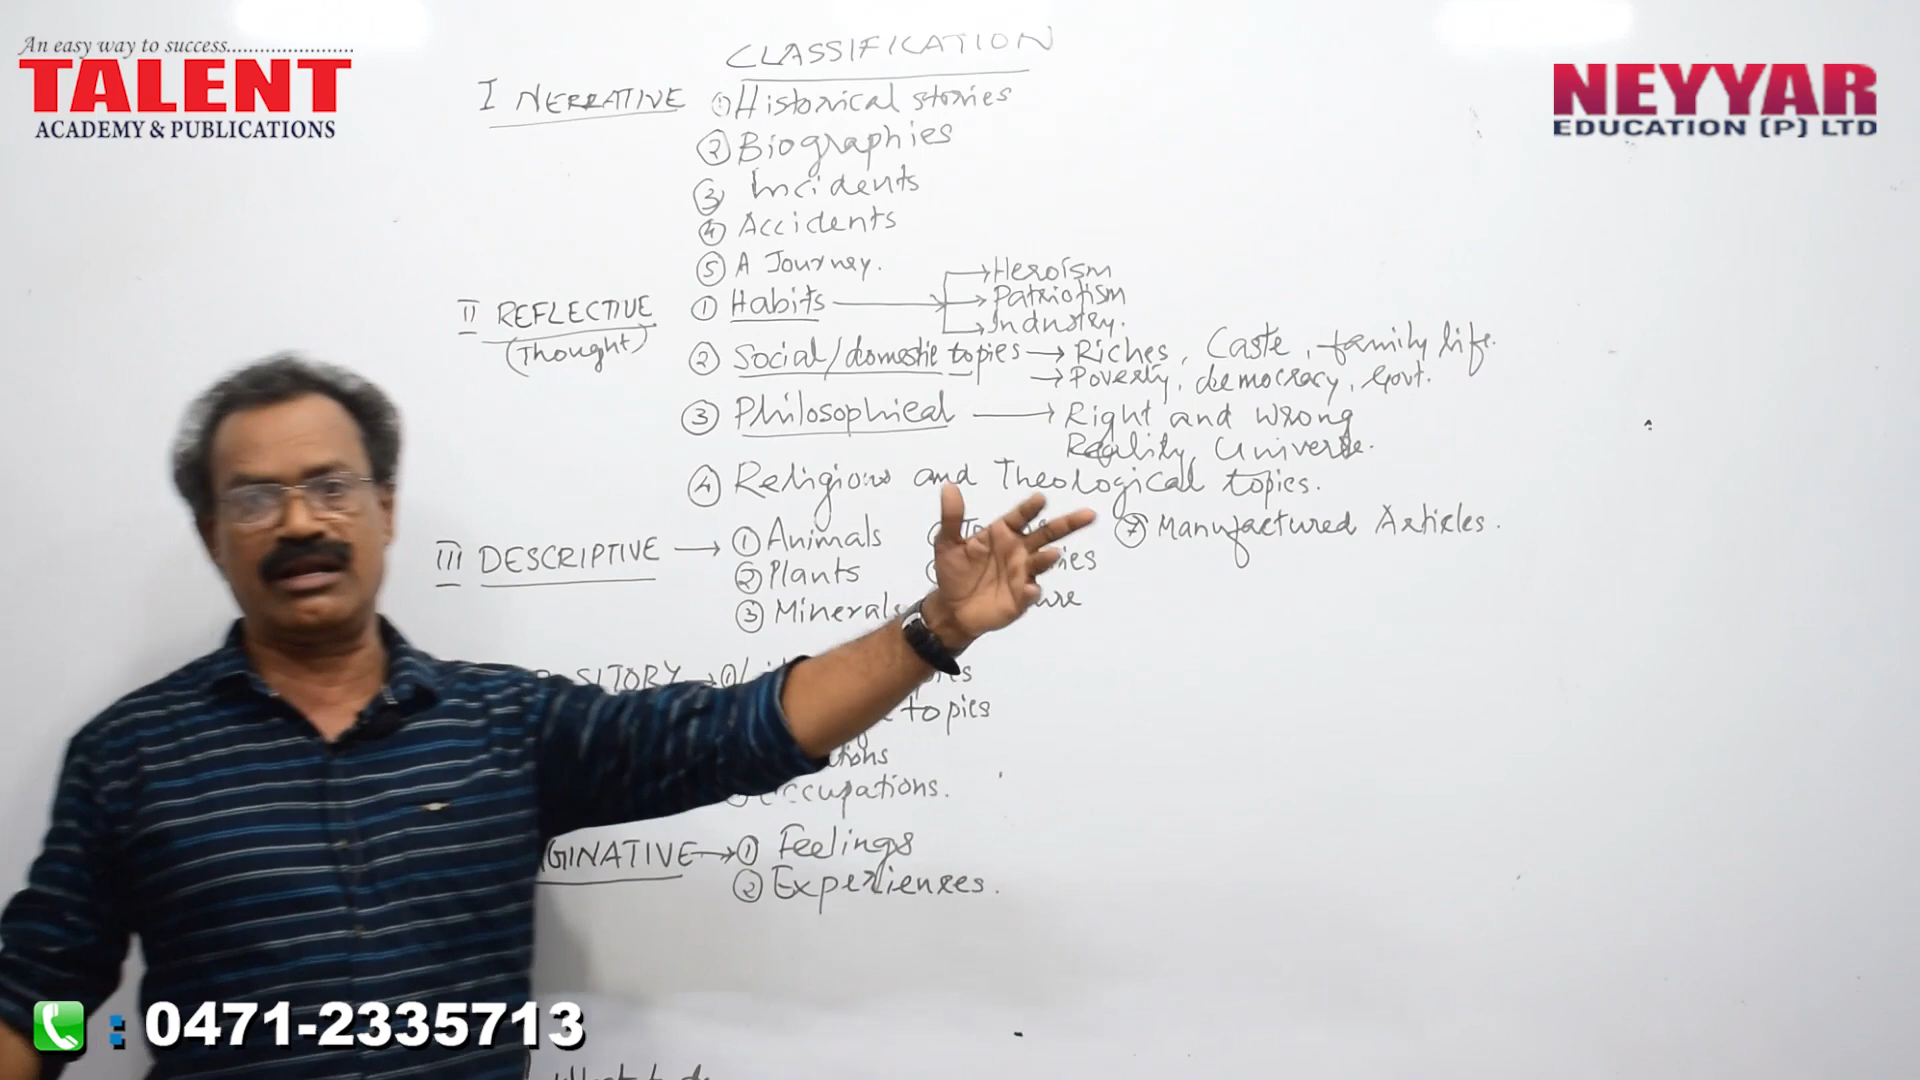 An easy way to success.......................
TALENT
ACADEMY & PUBLICATIONS
NEYYAR
EDUCATION (P) LTD
CLASSIFICATION
I NERRATIVE ① Historical stories
② Biographies
③ Incidents
④ Accidents
⑤ A Journey.
II REFLECTIVE
(Thought)
① Habits → Heroism
→ Patriotism
→ Industry.
② Social/domestic topies → Riches, Caste, family life.
→ Poverty, democracy, Govt.
③ Philosophical → Right and wrong
Reality, Universe.
④ Religious and Theological topics.
III DESCRIPTIVE → ① Animals
② Plants
③ Minerals
⑦ Manufactured Articles.
topics
Occupations.
GINATIVE → ① Feelings
② Experienses.
: 0471-2335713